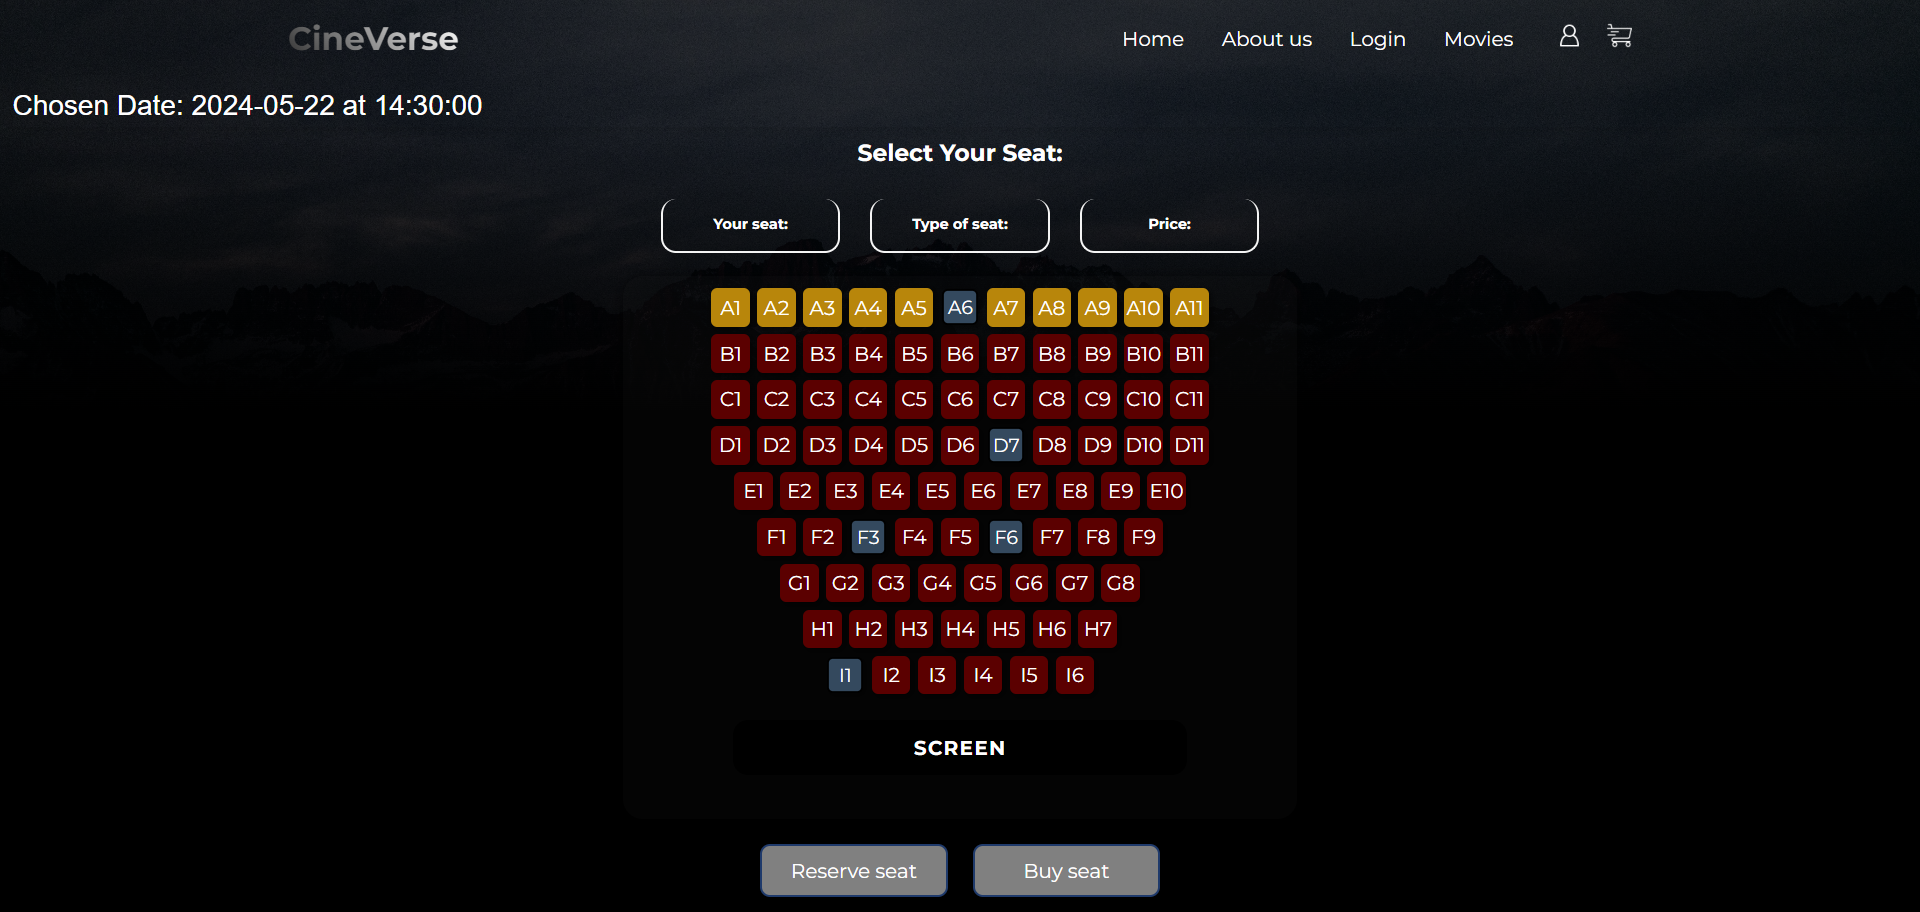 CineVerse Home About us Login Movies
Chosen Date: 2024-05-22 at 14:30:00
Select Your Seat:
Your seat: Type of seat: Price:
A1 A2 A3 A4 A5 A6 A7 A8 A9 A10 A11
B1 B2 B3 B4 B5 B6 B7 B8 B9 B10 B11
C1 C2 C3 C4 C5 C6 C7 C8 C9 C10 C11
D1 D2 D3 D4 D5 D6 D7 D8 D9 D10 D11
E1 E2 E3 E4 E5 E6 E7 E8 E9 E10
F1 F2 F3 F4 F5 F6 F7 F8 F9
G1 G2 G3 G4 G5 G6 G7 G8
H1 H2 H3 H4 H5 H6 H7
I1 I2 I3 I4 I5 I6
SCREEN
Reserve seat Buy seat